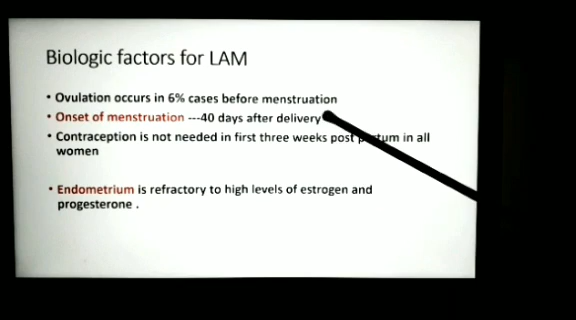 Biologic factors for LAM
• Ovulation occurs in 6% cases before menstruation
• Onset of menstruation ---40 days after delivery
• Contraception is not needed in first three weeks post partum in all
women
• Endometrium is refractory to high levels of estrogen and
progesterone .